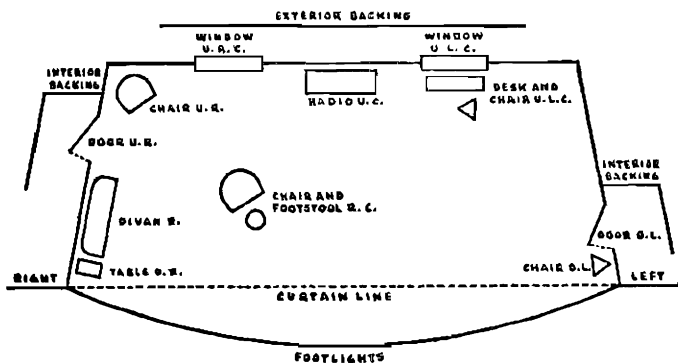 EXTERIOR BACKING
WINDOW
U.R.C.
WINDOW
U.L.C.
INTERIOR
BACKING
CHAIR U.R.
RADIO U.C.
DESK AND
CHAIR U.L.C.
DOOR U.R.
INTERIOR
BACKING
CHAIR AND
FOOTSTOOL R.C.
DIVAN R.
DOOR D.L.
TABLE D.R.
CHAIR D.L.
RIGHT
LEFT
CURTAIN LINE
FOOTLIGHTS